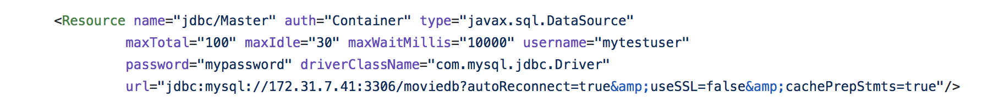 <Resource name="jdbc/Master" auth="Container" type="javax.sql.DataSource"
maxTotal="100" maxIdle="30" maxWaitMillis="10000" username="mytestuser"
password="mypassword" driverClassName="com.mysql.jdbc.Driver"
url="jdbc:mysql://172.31.7.41:3306/moviedb?autoReconnect=true&amp;useSSL=false&amp;cachePrepStmts=true"/>